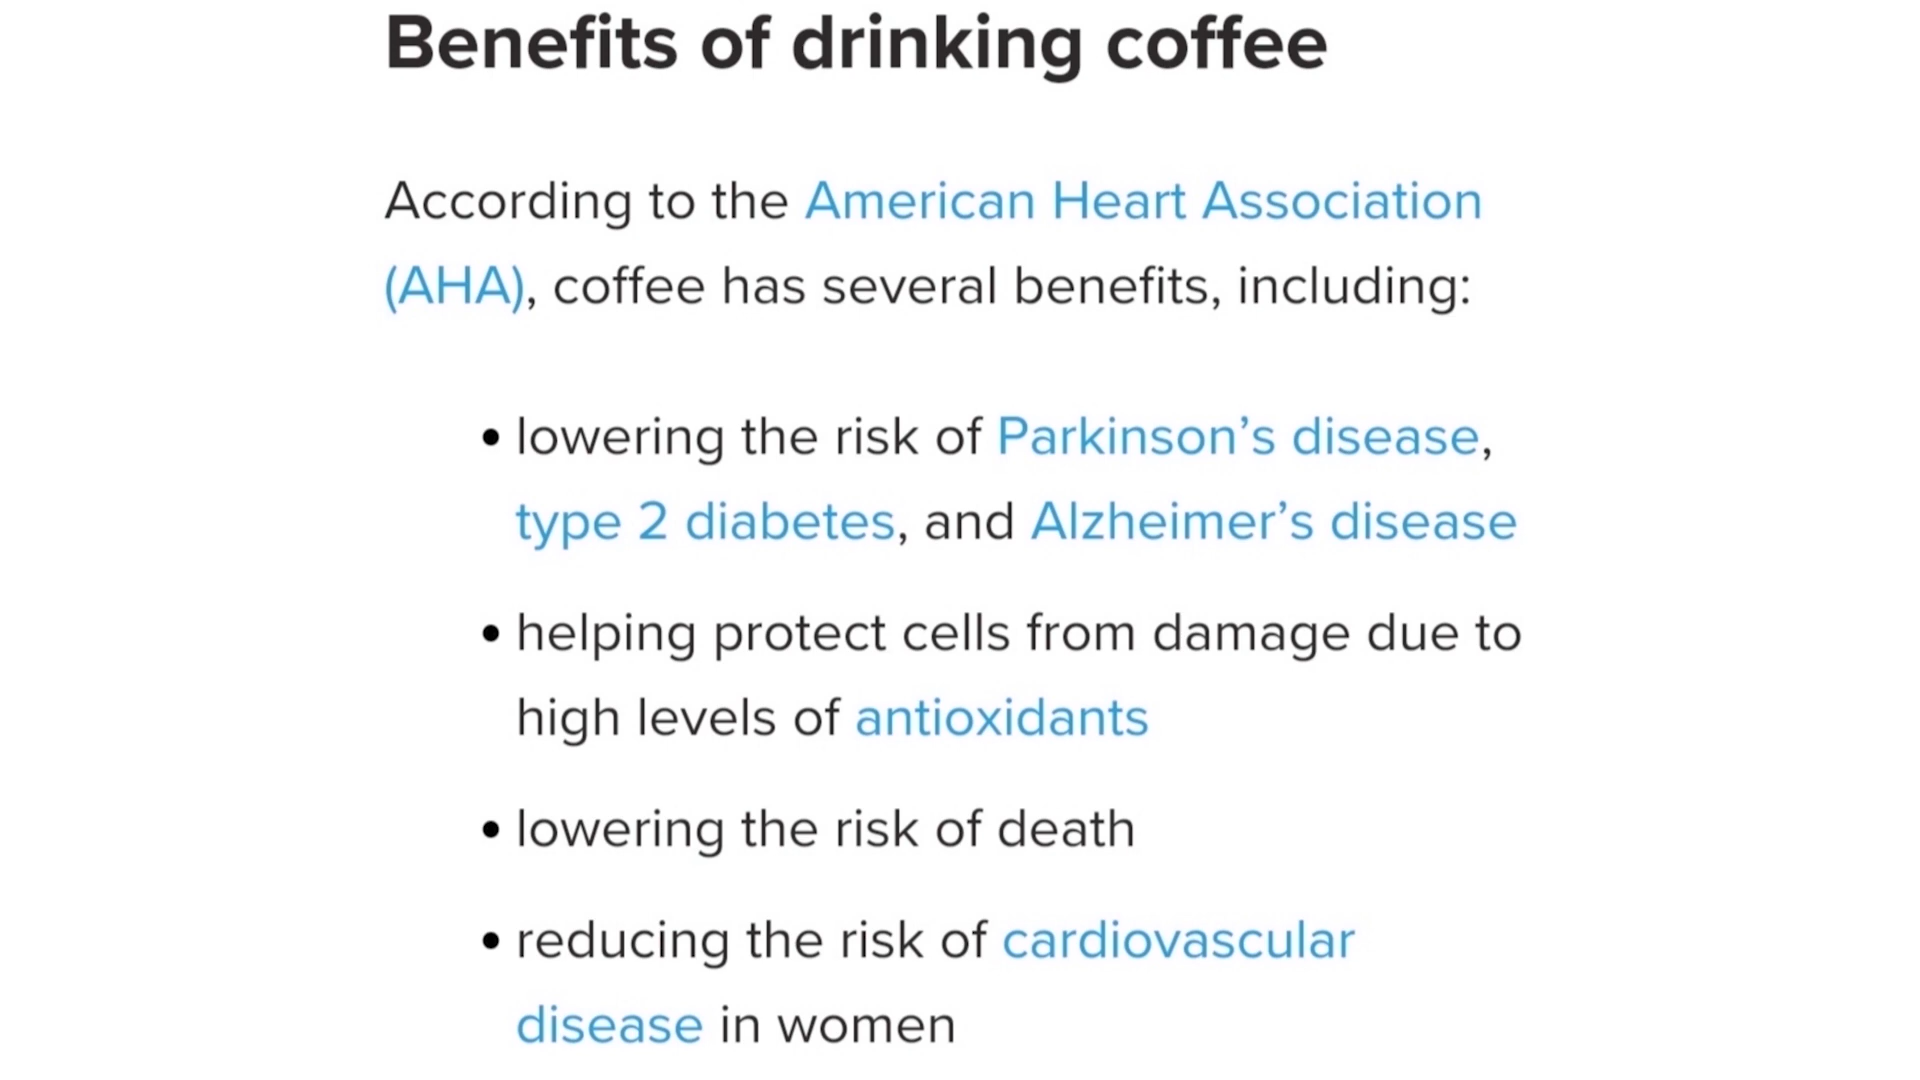 Benefits of drinking coffee
According to the American Heart Association
(AHA), coffee has several benefits, including:
• lowering the risk of Parkinson’s disease,
type 2 diabetes, and Alzheimer’s disease
• helping protect cells from damage due to
high levels of antioxidants
• lowering the risk of death
• reducing the risk of cardiovascular
disease in women